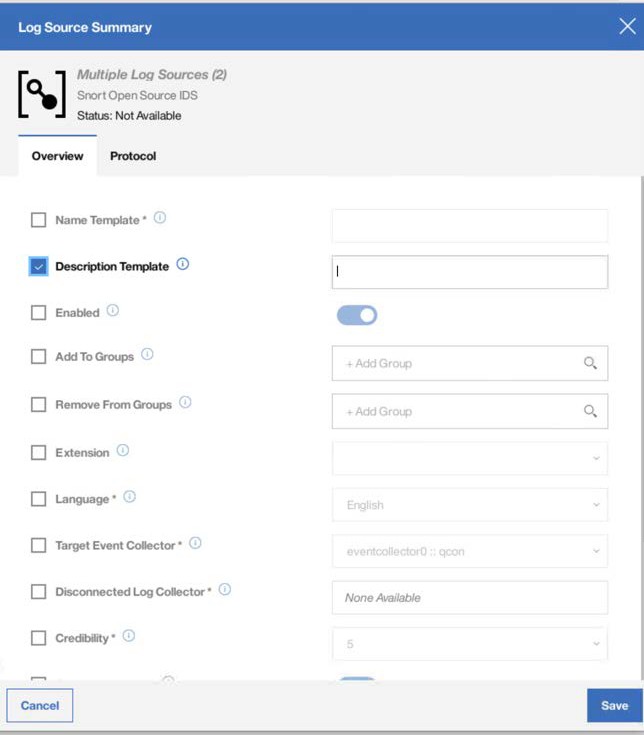 Log Source Summary
Multiple Log Sources (2)
Snort Open Source IDS
Status: Not Available
Overview Protocol
Name Template *
Description Template
Enabled
Add To Groups + Add Group
Remove From Groups + Add Group
Extension
Language * English
Target Event Collector * eventcollector0 :: qcon
Disconnected Log Collector * None Available
Credibility * 5
Cancel Save